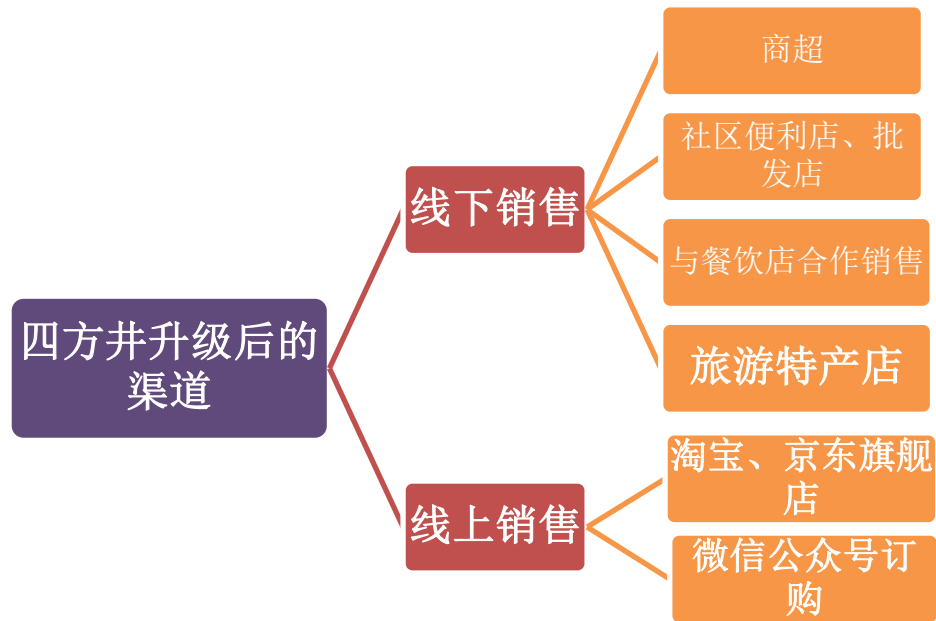 四方井升级后的
渠道
线下销售
商超
社区便利店、批
发店
与餐饮店合作销售
旅游特产店
线上销售
淘宝、京东旗舰
店
微信公众号订
购